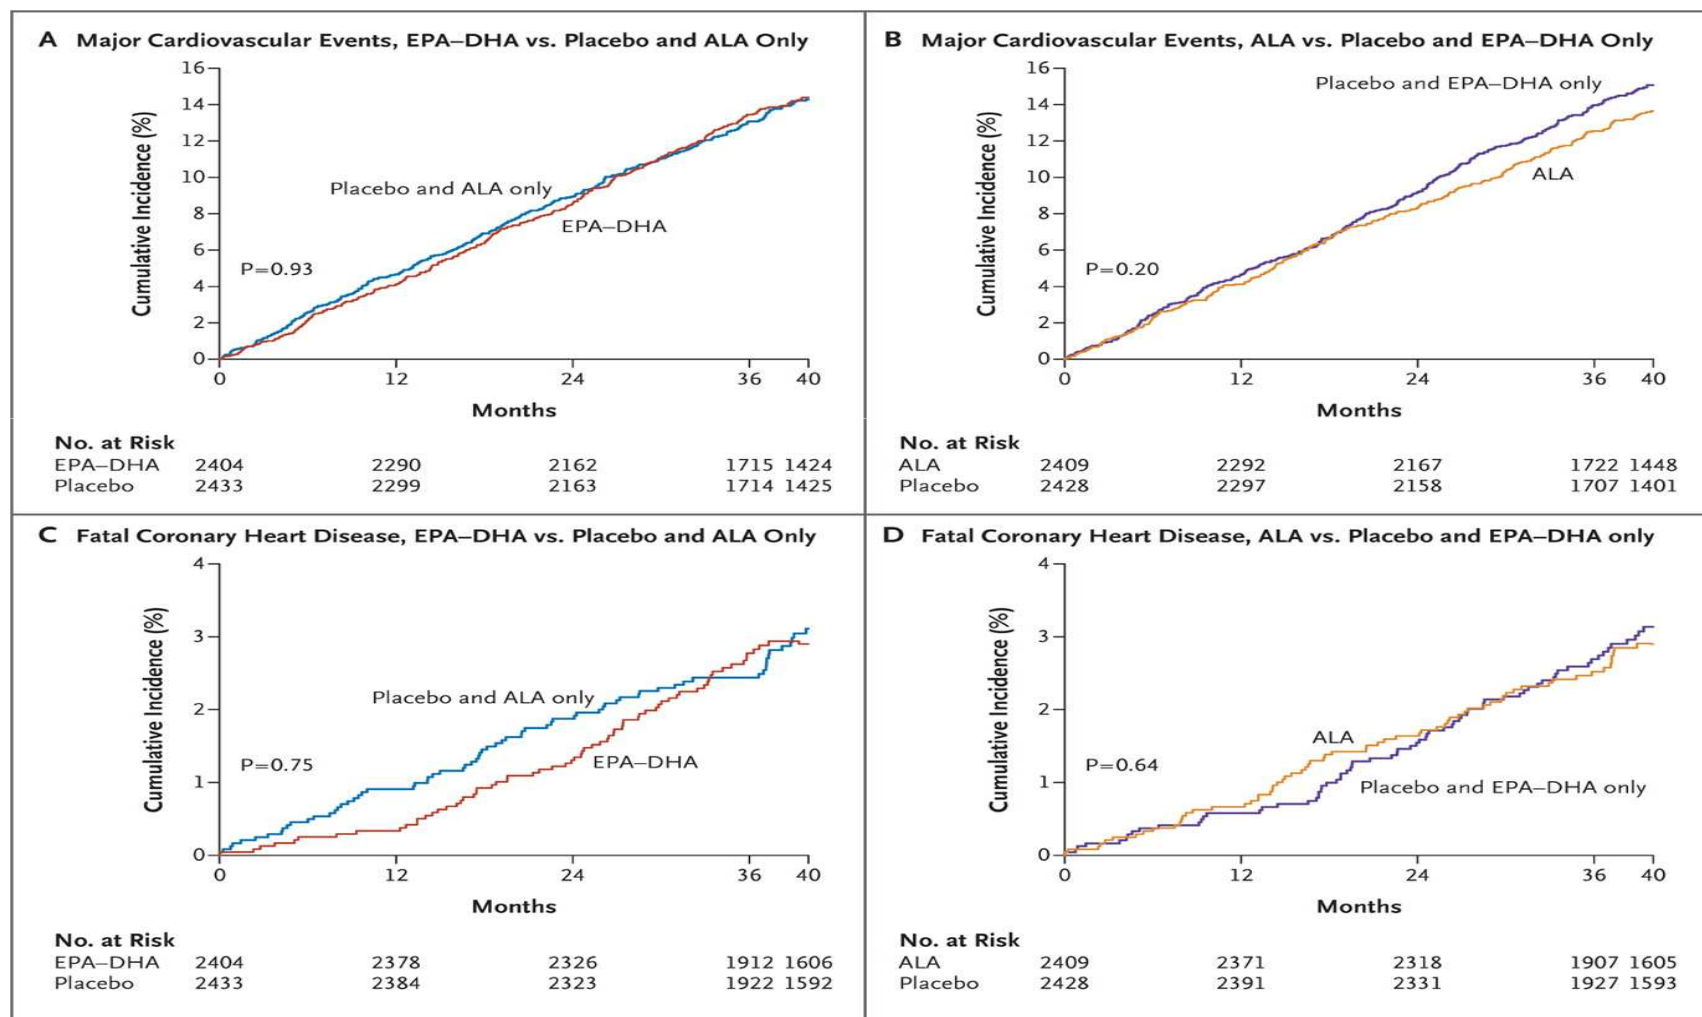 A Major Cardiovascular Events, EPA–DHA vs. Placebo and ALA Only
16
14
12
10
8
6
4
2
0
Cumulative Incidence (%)
Placebo and ALA only
EPA–DHA
P=0.93
0 12 24 36 40
Months
No. at Risk
EPA–DHA 2404 2290 2162 1715 1424
Placebo 2433 2299 2163 1714 1425
B Major Cardiovascular Events, ALA vs. Placebo and EPA–DHA Only
16
14
12
10
8
6
4
2
0
Cumulative Incidence (%)
Placebo and EPA–DHA only
ALA
P=0.20
0 12 24 36 40
Months
No. at Risk
ALA 2409 2292 2167 1722 1448
Placebo 2428 2297 2158 1707 1401
C Fatal Coronary Heart Disease, EPA–DHA vs. Placebo and ALA Only
4
3
2
1
0
Cumulative Incidence (%)
Placebo and ALA only
EPA–DHA
P=0.75
0 12 24 36 40
Months
No. at Risk
EPA–DHA 2404 2378 2326 1912 1606
Placebo 2433 2384 2323 1922 1592
D Fatal Coronary Heart Disease, ALA vs. Placebo and EPA–DHA only
4
3
2
1
0
Cumulative Incidence (%)
ALA
P=0.64
Placebo and EPA–DHA only
0 12 24 36 40
Months
No. at Risk
ALA 2409 2371 2318 1907 1605
Placebo 2428 2391 2331 1927 1593